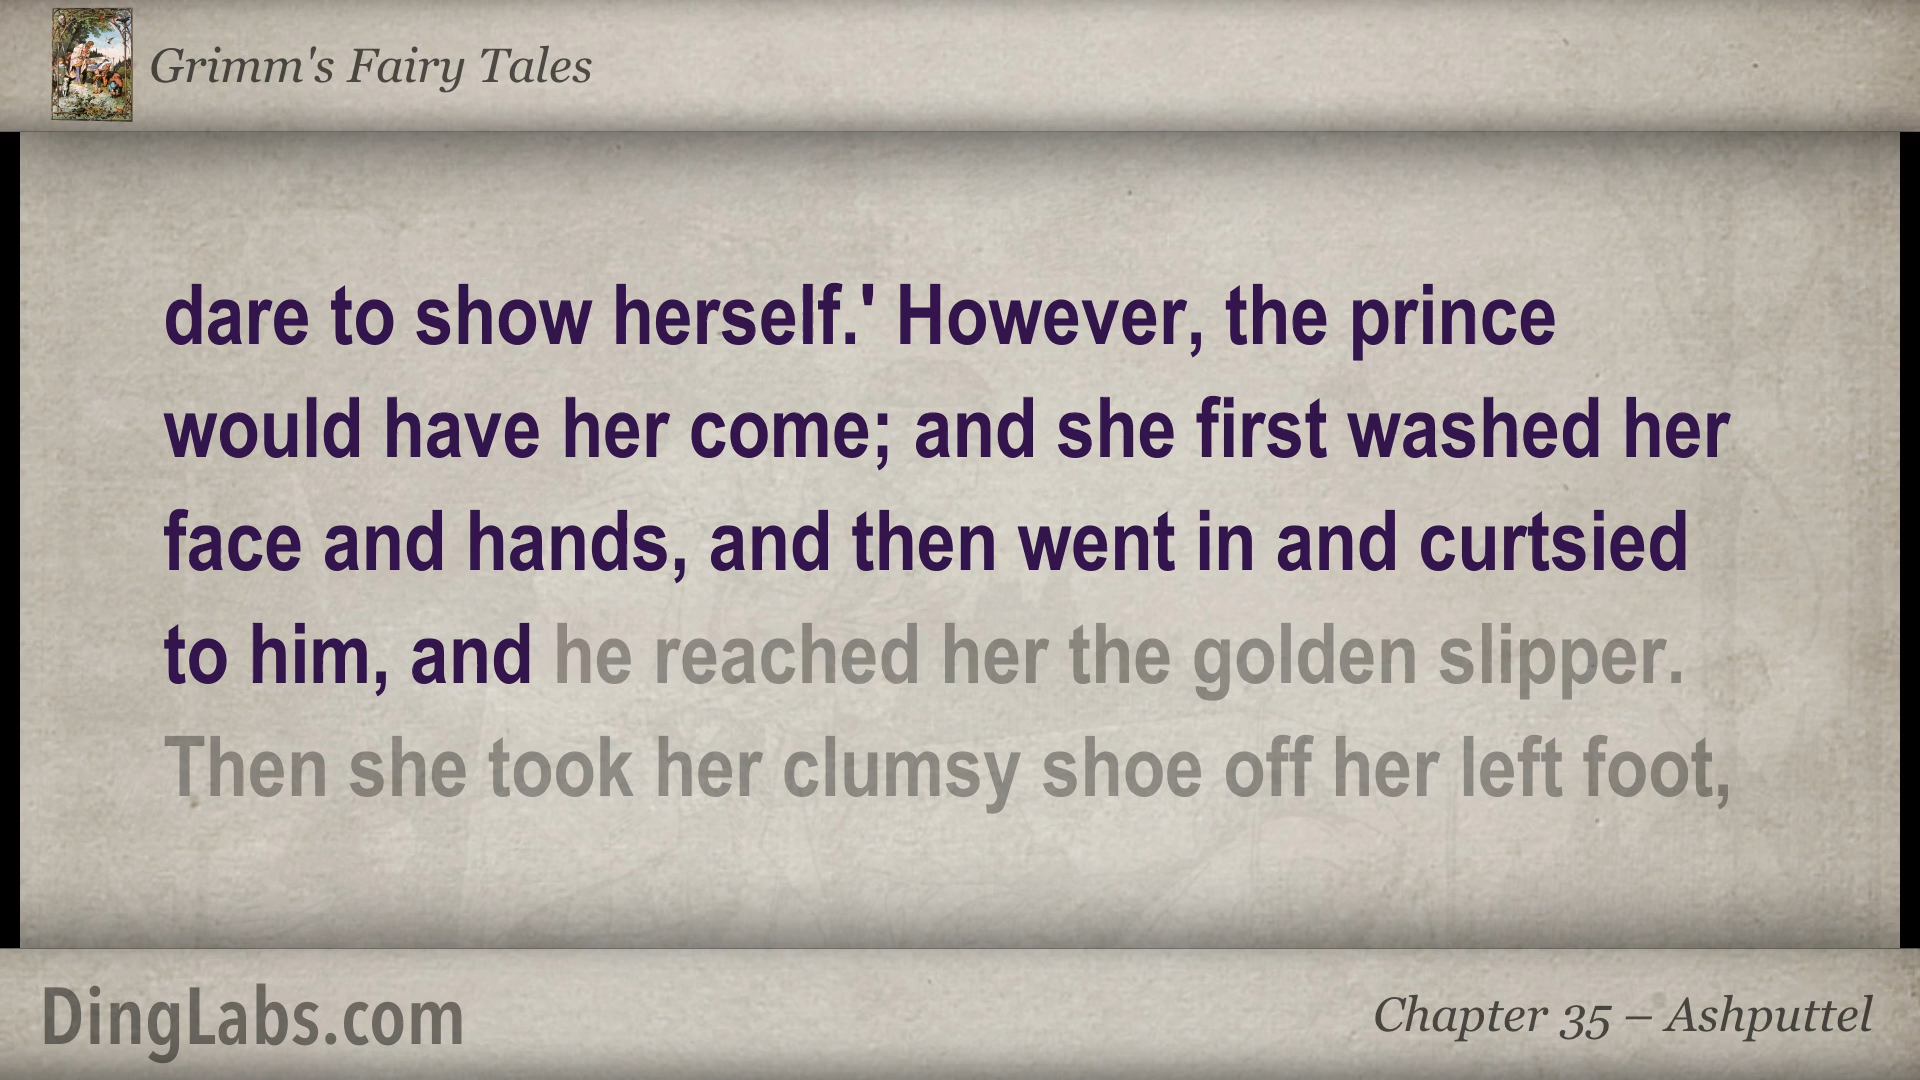 Grimm's Fairy Tales
dare to show herself.' However, the prince
would have her come; and she first washed her
face and hands, and then went in and curtsied
to him, and he reached her the golden slipper.
Then she took her clumsy shoe off her left foot,
DingLabs.com
Chapter 35 – Ashputtel